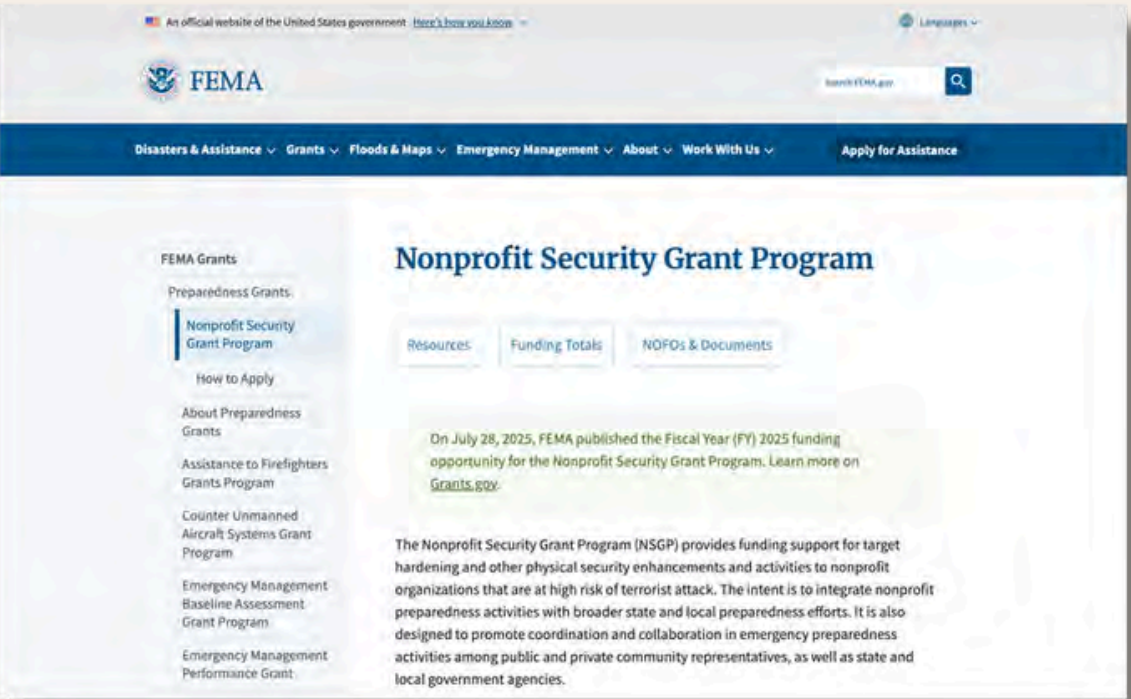 An official website of the United States government Here's how you know
Languages
FEMA
Search FEMA.gov
Disasters & Assistance Grants Floods & Maps Emergency Management About Work With Us Apply for Assistance
FEMA Grants
Preparedness Grants
Nonprofit Security
Grant Program
How to Apply
About Preparedness
Grants
Assistance to Firefighters
Grants Program
Counter Unmanned
Aircraft Systems Grant
Program
Emergency Management
Baseline Assessment
Grant Program
Emergency Management
Performance Grant
Nonprofit Security Grant Program
Resources
Funding Totals
NOFOs & Documents
On July 28, 2025, FEMA published the Fiscal Year (FY) 2025 funding
opportunity for the Nonprofit Security Grant Program. Learn more on
Grants.gov.
The Nonprofit Security Grant Program (NSGP) provides funding support for target
hardening and other physical security enhancements and activities to nonprofit
organizations that are at high risk of terrorist attack. The intent is to integrate nonprofit
preparedness activities with broader state and local preparedness efforts. It is also
designed to promote coordination and collaboration in emergency preparedness
activities among public and private community representatives, as well as state and
local government agencies.